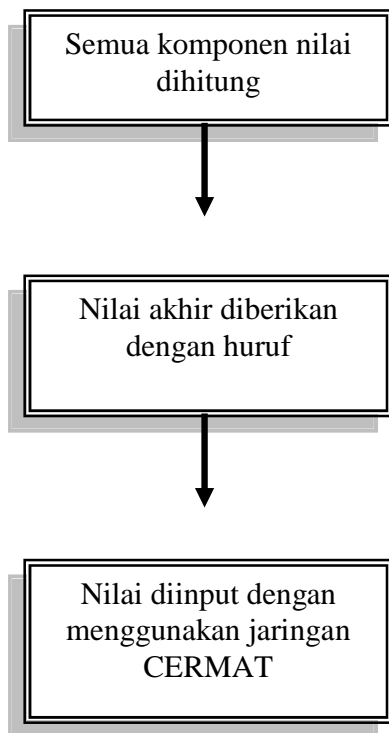 Semua komponen nilai
dihitung
Nilai akhir diberikan
dengan huruf
Nilai diinput dengan
menggunakan jaringan
CERMAT